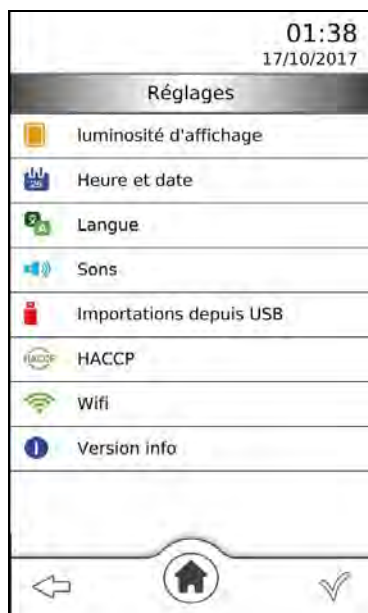 01:38
17/10/2017
Réglages
luminosité d'affichage
Heure et date
Langue
Sons
Importations depuis USB
HACCP HACCP
Wifi
Version info